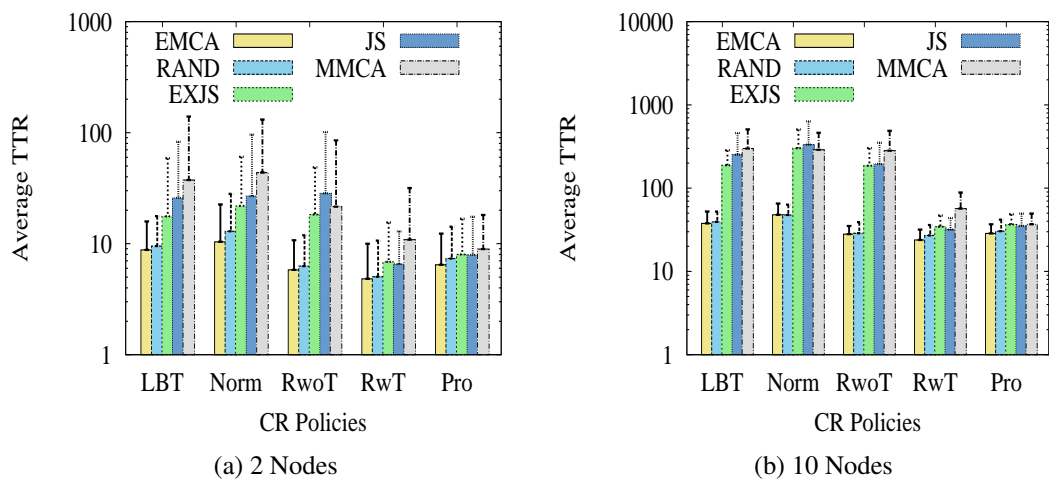 1000
100
10
1
Average TTR
EMCA
RAND
EXJS
JS
MMCA
LBT Norm RwoT RwT Pro
CR Policies
(a) 2 Nodes
10000
1000
100
10
1
Average TTR
EMCA
RAND
EXJS
JS
MMCA
LBT Norm RwoT RwT Pro
CR Policies
(b) 10 Nodes